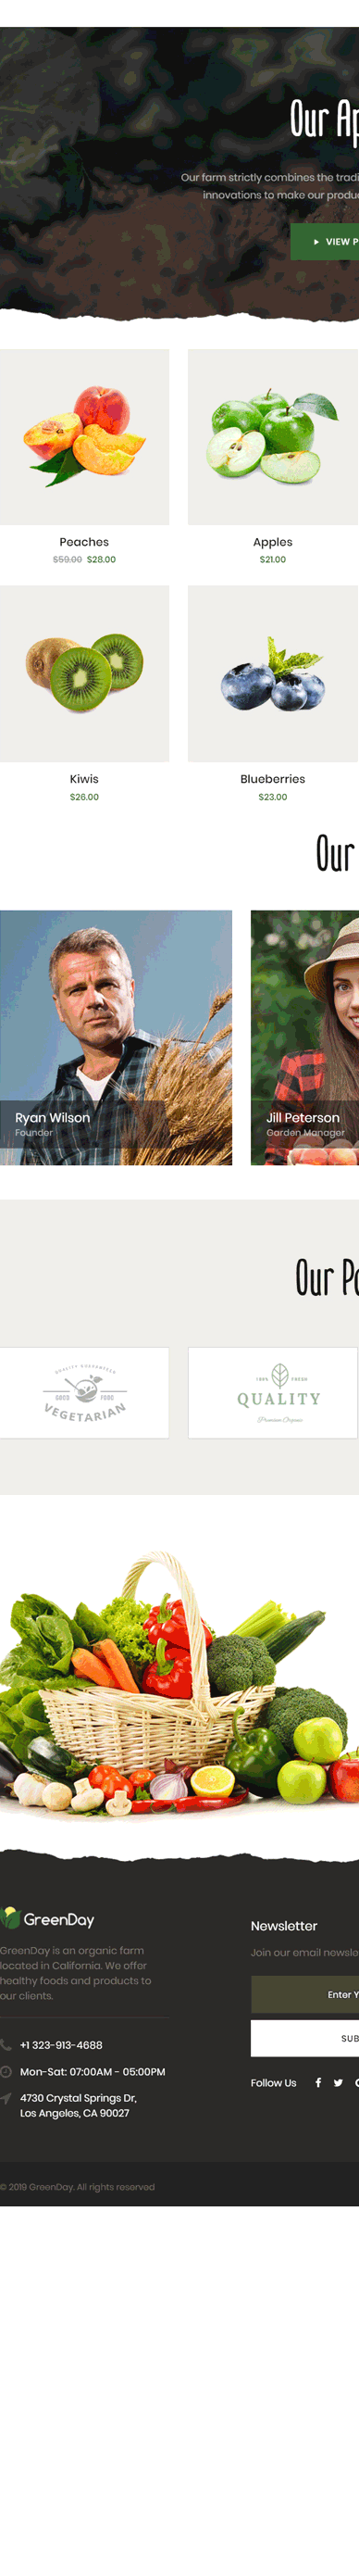 Our Ap
Our farm strictly combines the tradi
innovations to make our produ
VIEW P
Peaches
$59.00 $28.00
Apples
$21.00
Kiwis
$26.00
Blueberries
$23.00
Our
Ryan Wilson
Founder
Jill Peterson
Garden Manager
Our Po
QUALITY GUARANTEED
GOOD FOOD
VEGETARIAN
100% FRESH
QUALITY
Premium Organic
GreenDay
GreenDay is an organic farm
located in California. We offer
healthy foods and products to
our clients.
+1 323-913-4688
Mon-Sat: 07:00AM - 05:00PM
4730 Crystal Springs Dr,
Los Angeles, CA 90027
Newsletter
Join our email newsle
Enter Y
SUB
Follow Us
© 2019 GreenDay. All rights reserved